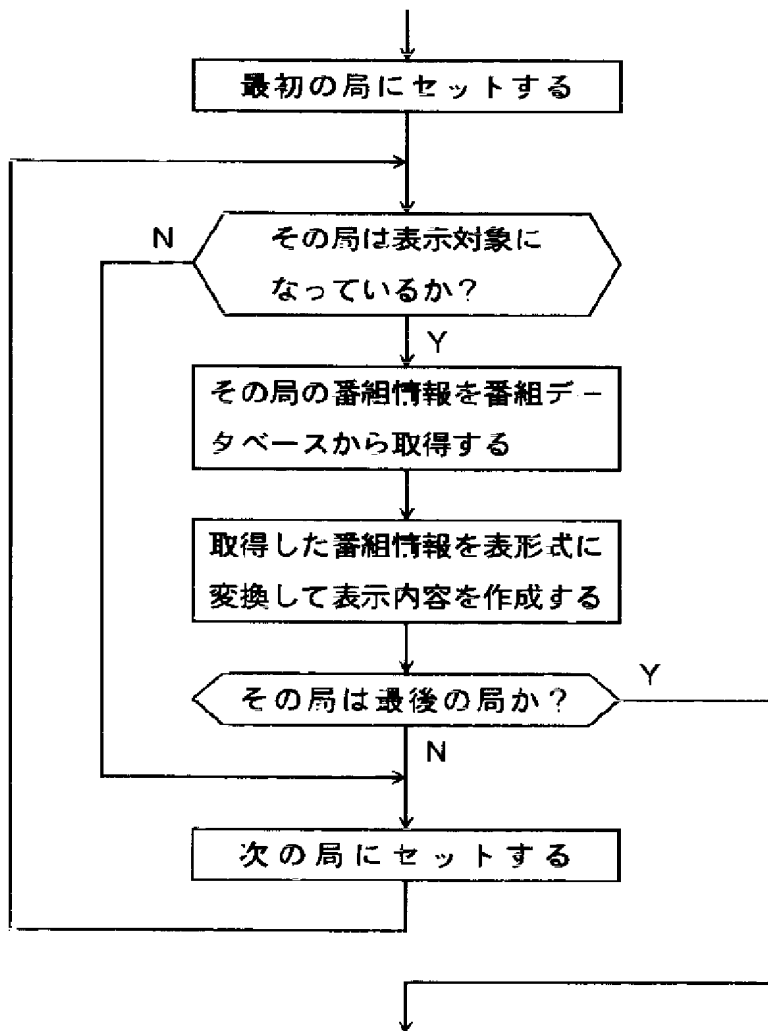 最初の局にセットする
N
その局は表示対象に
なっているか？
Y
その局の番組情報を番組デー
タベースから取得する
取得した番組情報を表形式に
変換して表示内容を作成する
その局は最後の局か？
Y
N
次の局にセットする